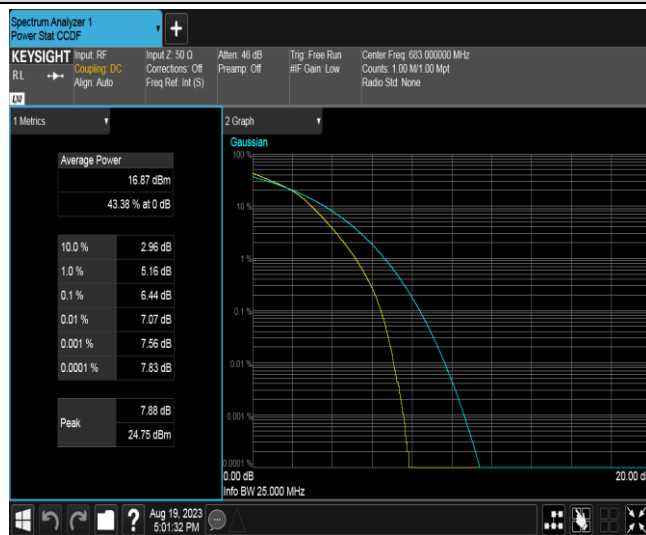 Spectrum Analyzer 1
Power Stat CCDF
KEYSIGHT
RL
LXI
Input: RF
Coupling: DC
Align: Auto
Input Z: 50 Ω
Corrections: Off
Freq Ref: Int (S)
Atten: 46 dB
Preamp: Off
Trig: Free Run
#IF Gain: Low
Center Freq: 683.000000 MHz
Counts: 1.00 M/1.00 Mpt
Radio Std: None
1 Metrics
Average Power
16.87 dBm
43.38 % at 0 dB
10.0 % 2.96 dB
1.0 % 5.16 dB
0.1 % 6.44 dB
0.01 % 7.07 dB
0.001 % 7.56 dB
0.0001 % 7.83 dB
Peak
7.88 dB
24.75 dBm
2 Graph
Gaussian
100 %
10 %
1 %
0.1 %
0.01 %
0.001 %
0.0001 %
0.00 dB
20.00 d
Info BW 25.000 MHz
?
Aug 19, 2023
5:01:32 PM